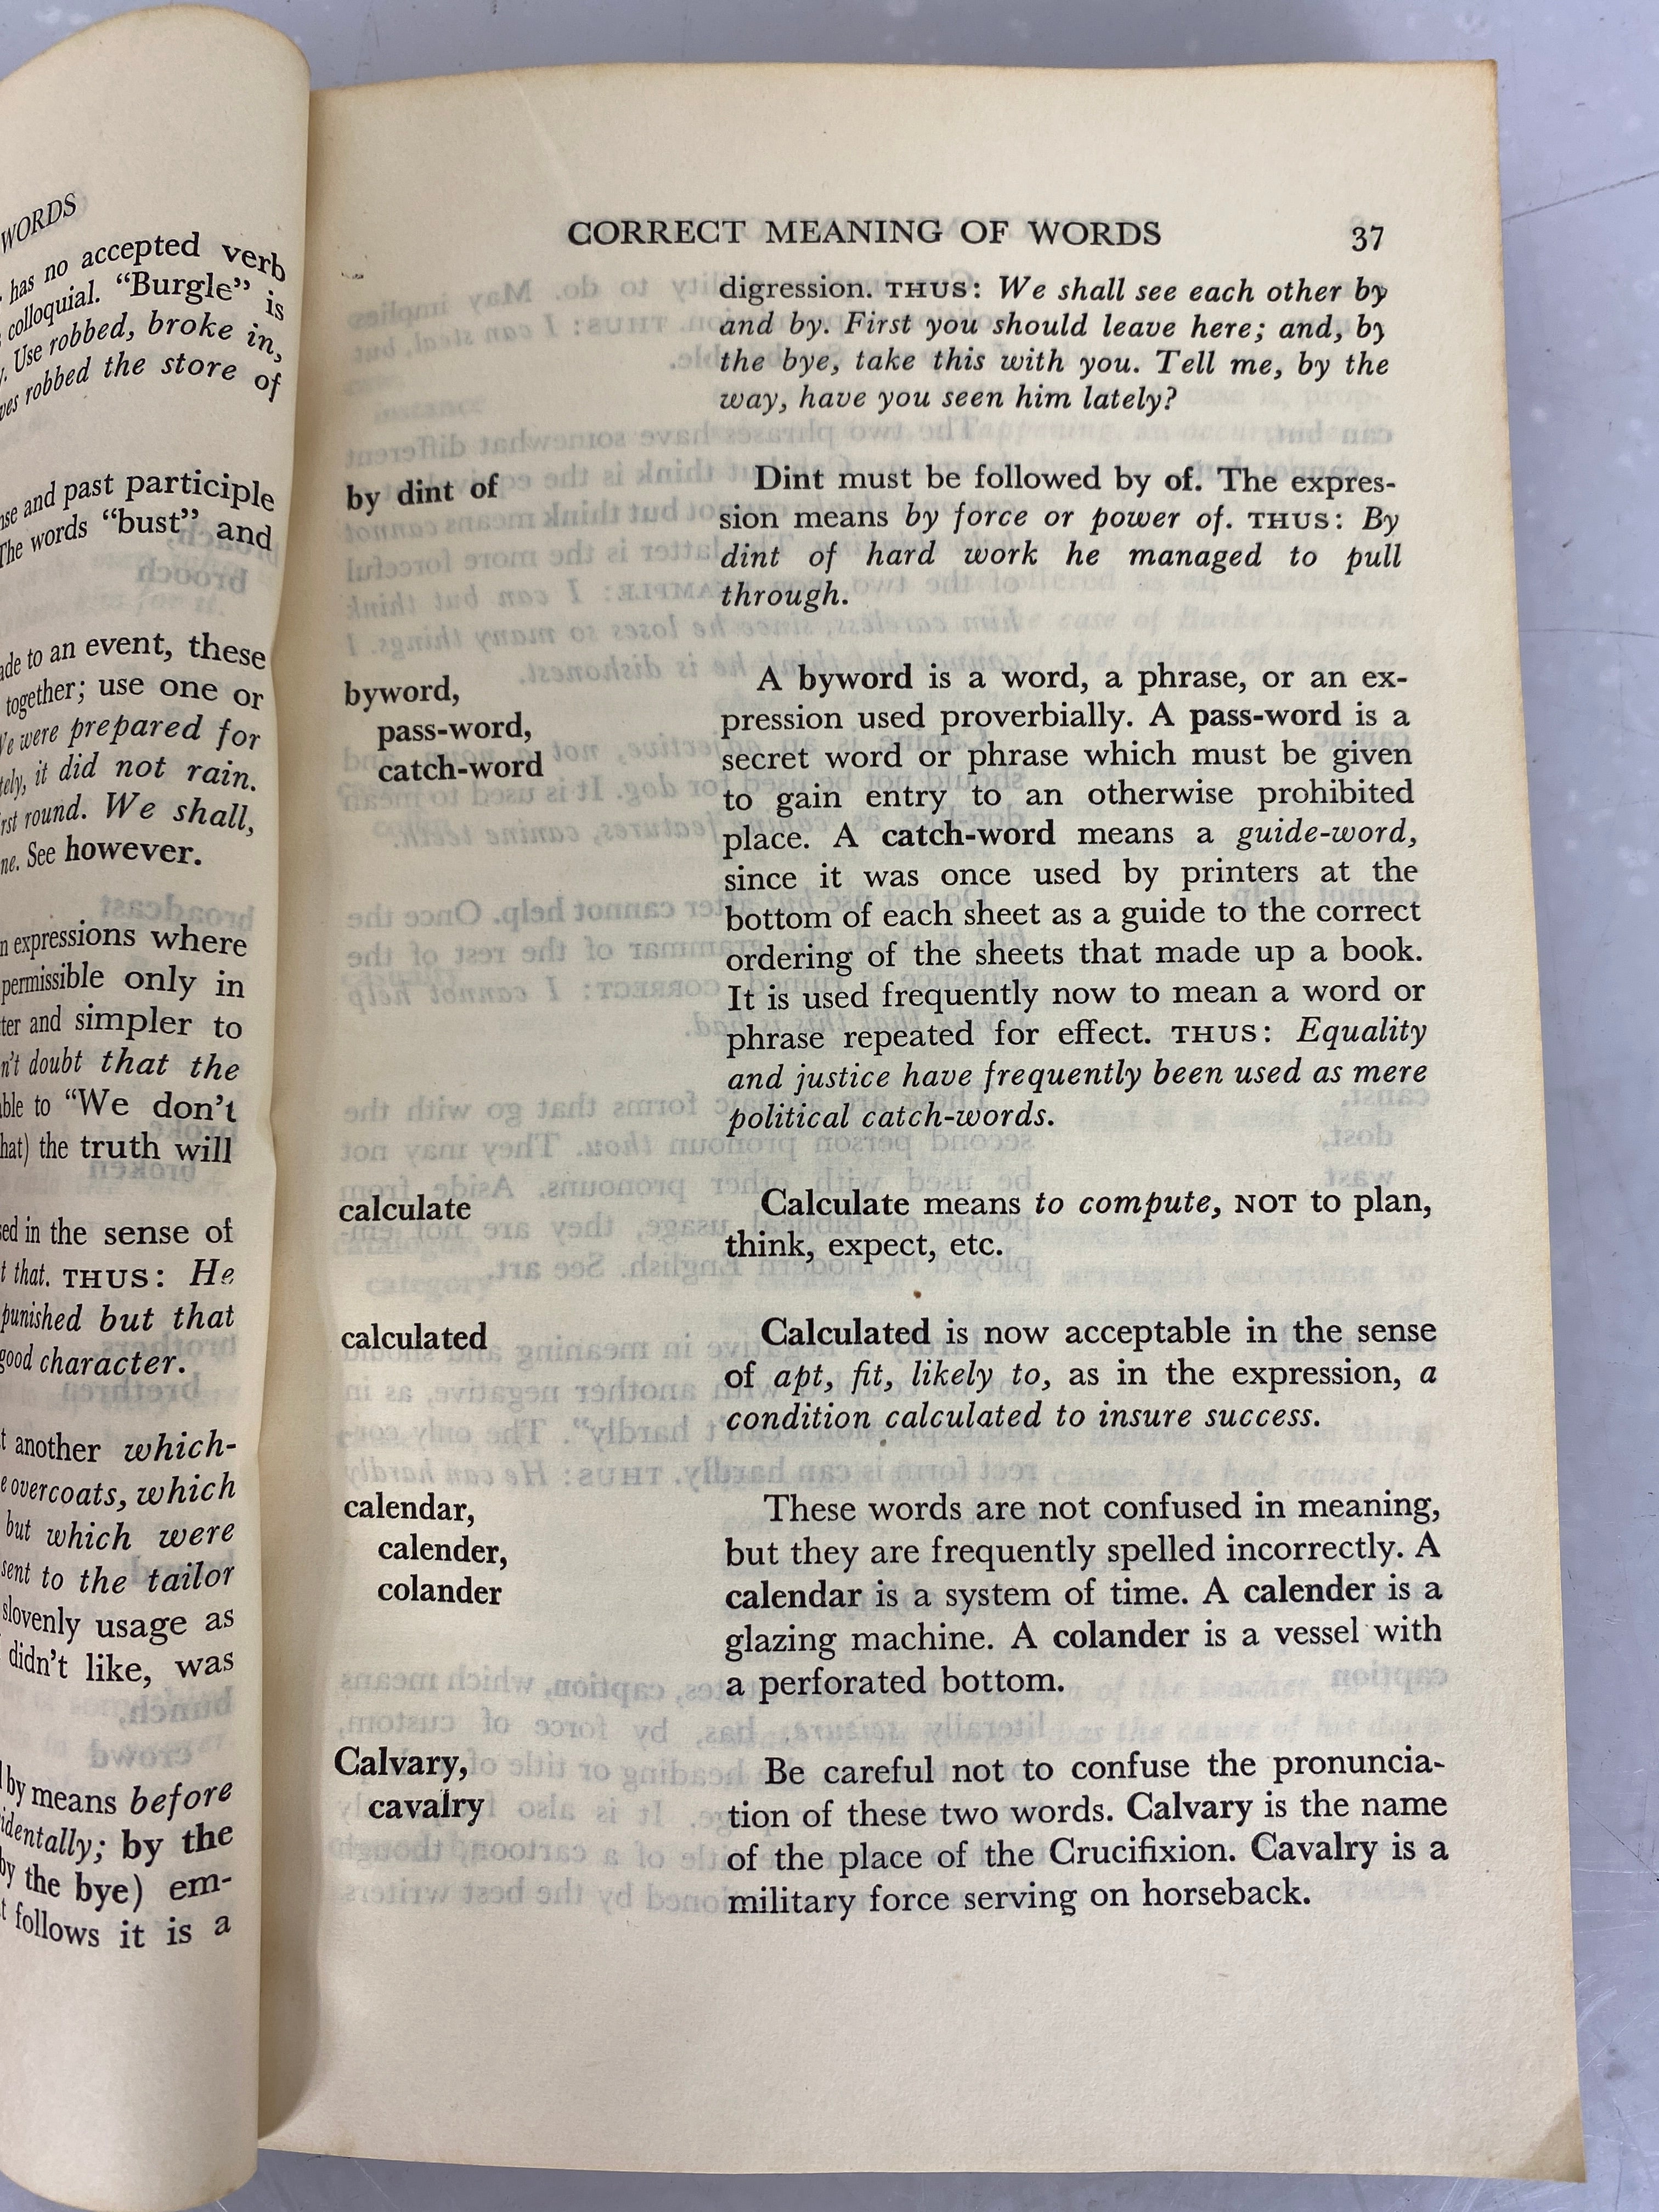 WORDS
has no accepted verb
colloquial. “Burgle” is
Use robbed, broke in,
robbed the store of
and past participle
The words “bust” and
to an event, these
together; use one or
were prepared for
it did not rain.
round. We shall,
See however.
expressions where
permissible only in
and simpler to
doubt that the
to “We don’t
the truth will
in the sense of
that. THUS: He
punished but that
good character.
another which-
overcoats, which
but which were
sent to the tailor
slovenly usage as
didn’t like, was
by means before
by the
by the bye) em-
follows it is a
CORRECT MEANING OF WORDS 37
digression. THUS: We shall see each other by
and by. First you should leave here; and, by
the bye, take this with you. Tell me, by the
way, have you seen him lately?
by dint of
Dint must be followed by of. The expres-
sion means by force or power of. THUS: By
dint of hard work he managed to pull
through.
byword,
pass-word,
catch-word
A byword is a word, a phrase, or an ex-
pression used proverbially. A pass-word is a
secret word or phrase which must be given
to gain entry to an otherwise prohibited
place. A catch-word means a guide-word,
since it was once used by printers at the
bottom of each sheet as a guide to the correct
ordering of the sheets that made up a book.
It is used frequently now to mean a word or
phrase repeated for effect. THUS: Equality
and justice have frequently been used as mere
political catch-words.
calculate
Calculate means to compute, NOT to plan,
think, expect, etc.
calculated
Calculated is now acceptable in the sense
of apt, fit, likely to, as in the expression, a
condition calculated to insure success.
calendar,
calender,
colander
These words are not confused in meaning,
but they are frequently spelled incorrectly. A
calendar is a system of time. A calender is a
glazing machine. A colander is a vessel with
a perforated bottom.
Calvary,
cavalry
Be careful not to confuse the pronuncia-
tion of these two words. Calvary is the name
of the place of the Crucifixion. Cavalry is a
military force serving on horseback.